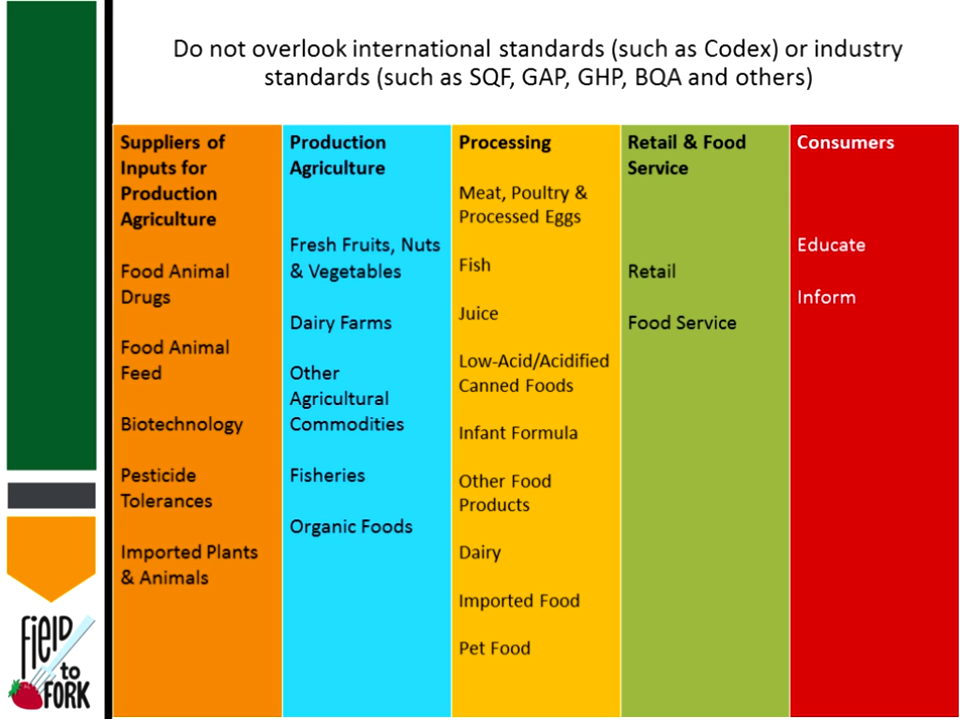 Do not overlook international standards (such as Codex) or industry
standards (such as SQF, GAP, GHP, BQA and others)
Suppliers of
Inputs for
Production
Agriculture
Food Animal
Drugs
Food Animal
Feed
Biotechnology
Pesticide
Tolerances
Imported Plants
& Animals
Production
Agriculture
Fresh Fruits, Nuts
& Vegetables
Dairy Farms
Other
Agricultural
Commodities
Fisheries
Organic Foods
Processing
Meat, Poultry &
Processed Eggs
Fish
Juice
Low-Acid/Acidified
Canned Foods
Infant Formula
Other Food
Products
Dairy
Imported Food
Pet Food
Retail & Food
Service
Retail
Food Service
Consumers
Educate
Inform
FiElD
to
FORK